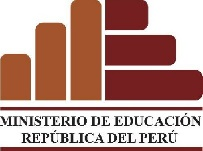 MINISTERIO DE EDUCACIÓN
REPÚBLICA DEL PERÚ